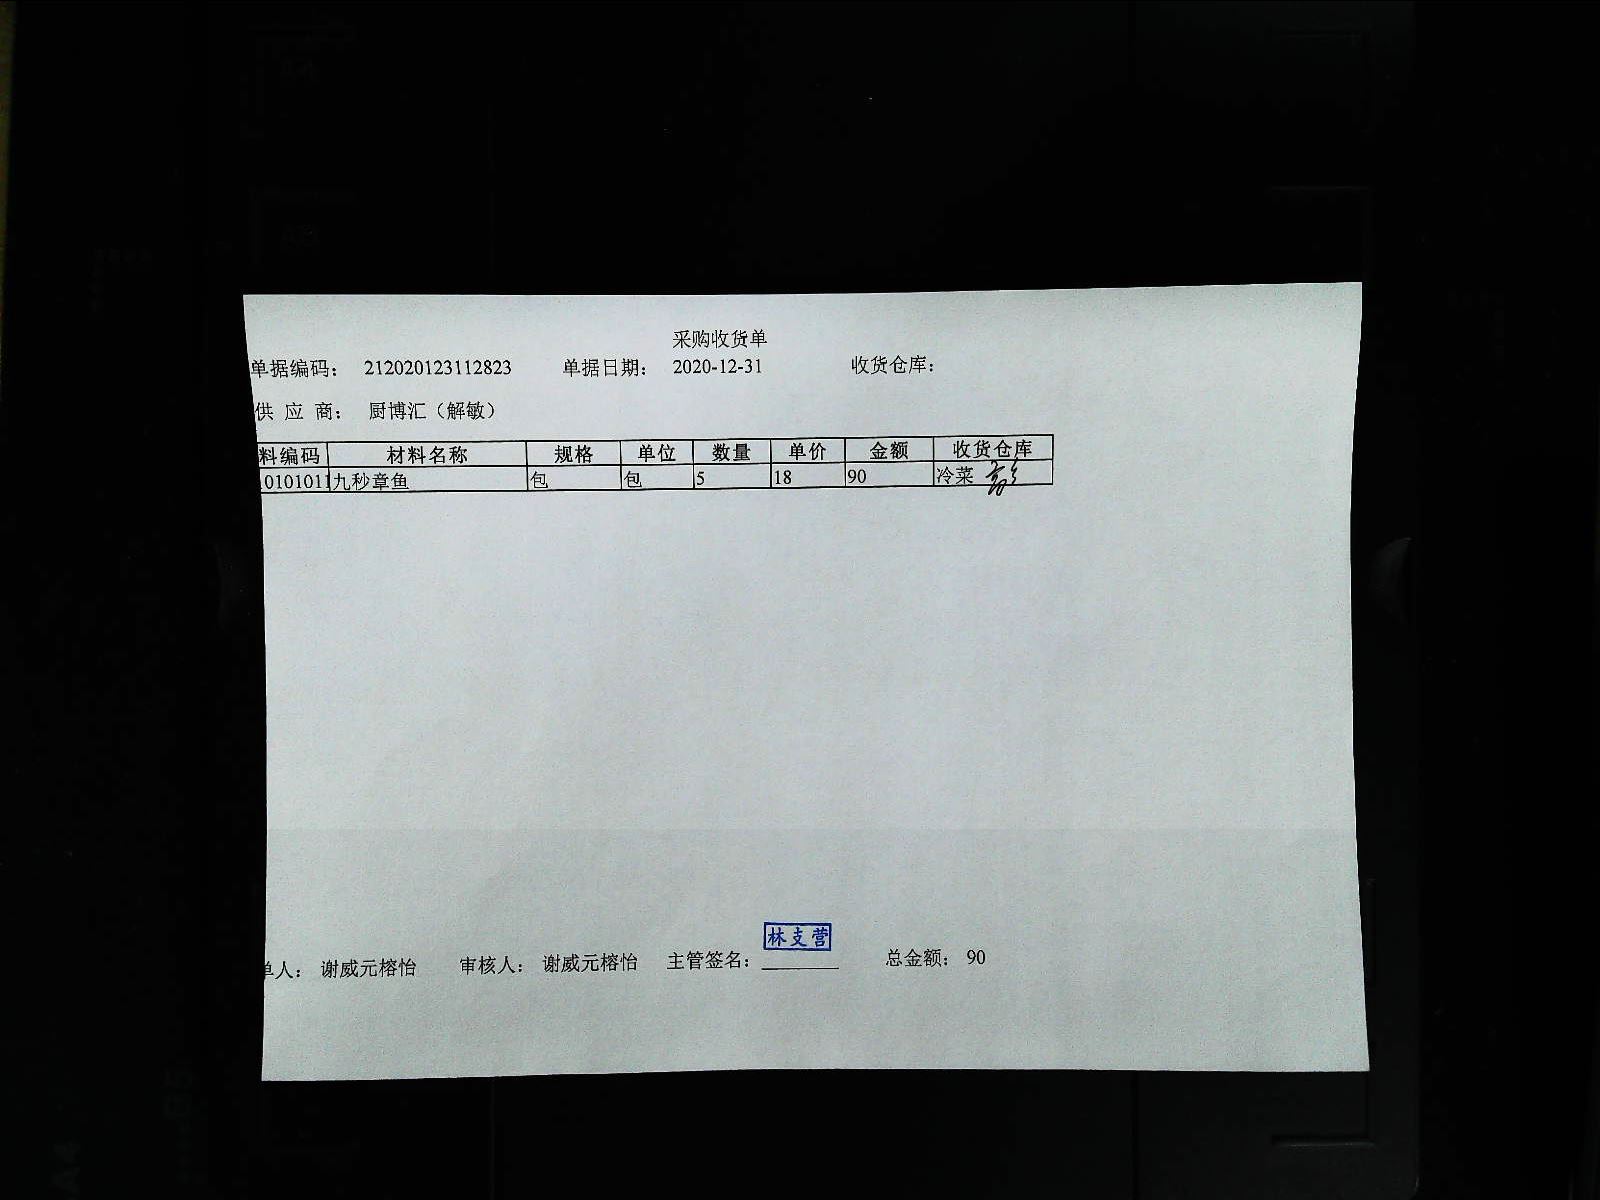 采购收货单
单据编码： 212020123112823 单据日期： 2020-12-31 收货仓库：
供 应 商： 厨博汇（解敏）
料编码 材料名称 规格 单位 数量 单价 金额 收货仓库
0101011 九秒章鱼 包 包 5 18 90 冷菜
林支营
单人： 谢威元榕怡 审核人： 谢威元榕怡 主管签名： 总金额： 90